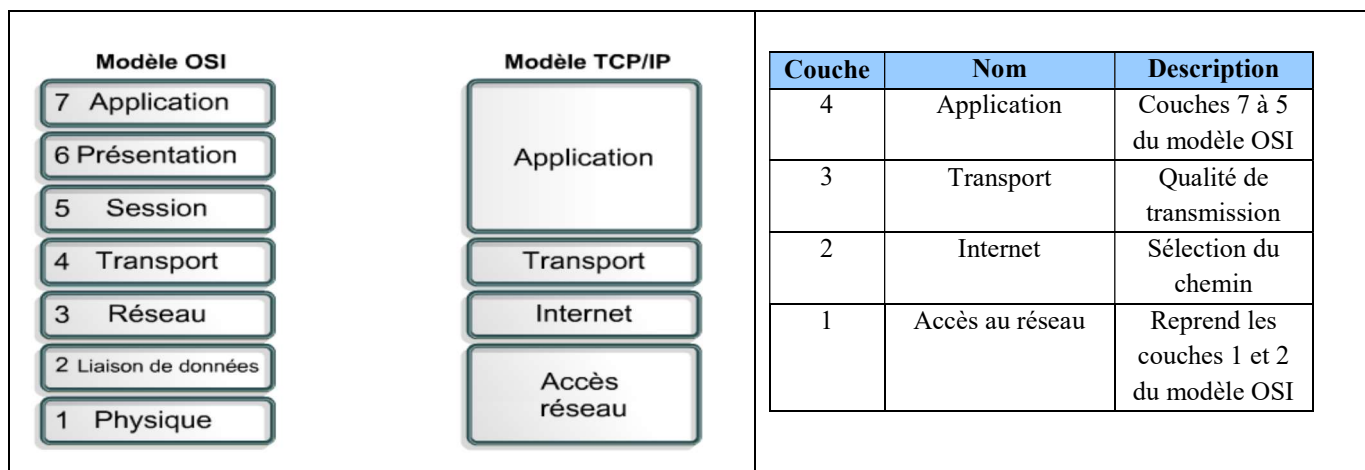 Modèle OSI
7 Application
6 Présentation
5 Session
4 Transport
3 Réseau
2 Liaison de données
1 Physique
Modèle TCP/IP
Application
Transport
Internet
Accès
réseau
Couche Nom Description
4 Application Couches 7 à 5
du modèle OSI
3 Transport Qualité de
transmission
2 Internet Sélection du
chemin
1 Accès au réseau Reprend les
couches 1 et 2
du modèle OSI